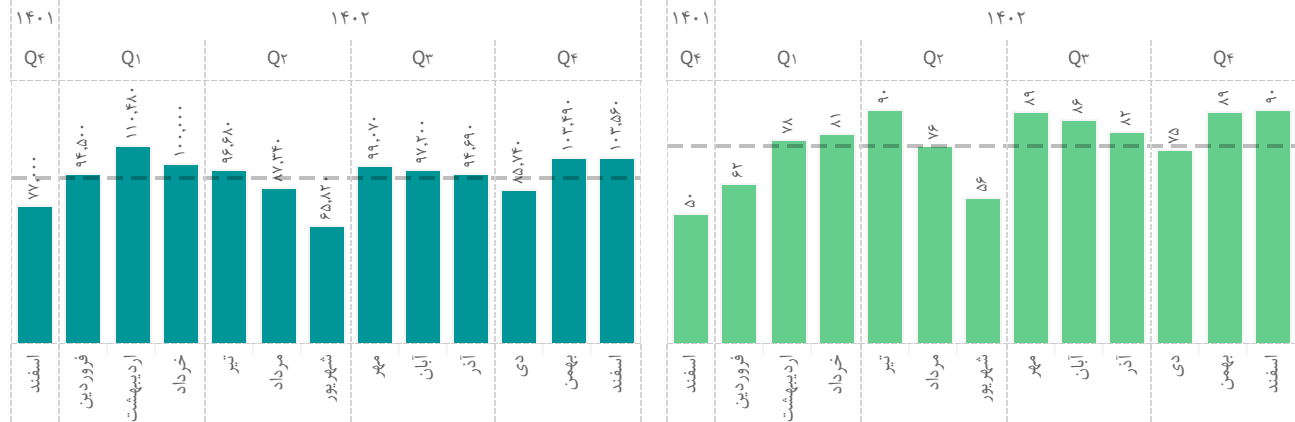 ۱۴۰۱ ۱۴۰۲
Q۴ Q۱ Q۲ Q۳ Q۴
۷۷,۰۰۰ ۹۴,۵۰۰ ۱۱۰,۴۸۰ ۱۰۰,۰۰۰ ۹۶,۶۸۰ ۸۷,۳۴۰ ۶۵,۸۲۰ ۹۹,۰۷۰ ۹۷,۲۰۰ ۹۴,۶۹۰ ۸۵,۷۴۰ ۱۰۳,۴۹۰ ۱۰۳,۵۶۰
اسفند فروردین اردیبهشت خرداد تیر مرداد شهریور مهر آبان آذر دی بهمن اسفند
۱۴۰۱ ۱۴۰۲
Q۴ Q۱ Q۲ Q۳ Q۴
۵۰ ۶۲ ۷۸ ۸۱ ۹۰ ۷۶ ۵۶ ۸۹ ۸۶ ۸۲ ۷۵ ۸۹ ۹۰
اسفند فروردین اردیبهشت خرداد تیر مرداد شهریور مهر آبان آذر دی بهمن اسفند